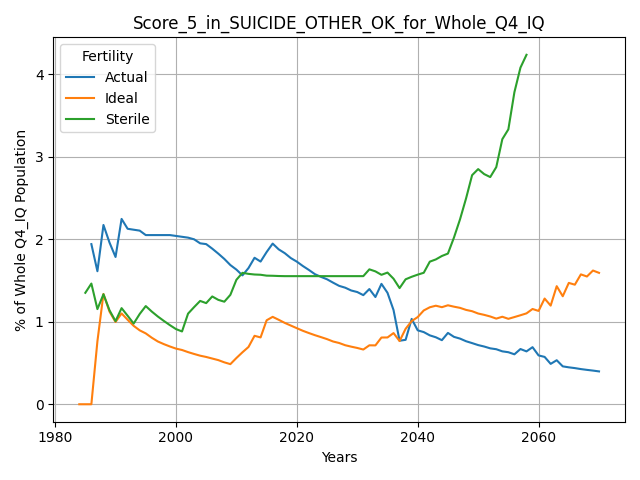 Score_5_in_SUICIDE_OTHER_OK_for_Whole_Q4_IQ
Fertility
Actual
Ideal
Sterile
% of Whole Q4_IQ Population
4
3
2
1
0
1980
2000
2020
2040
2060
Years